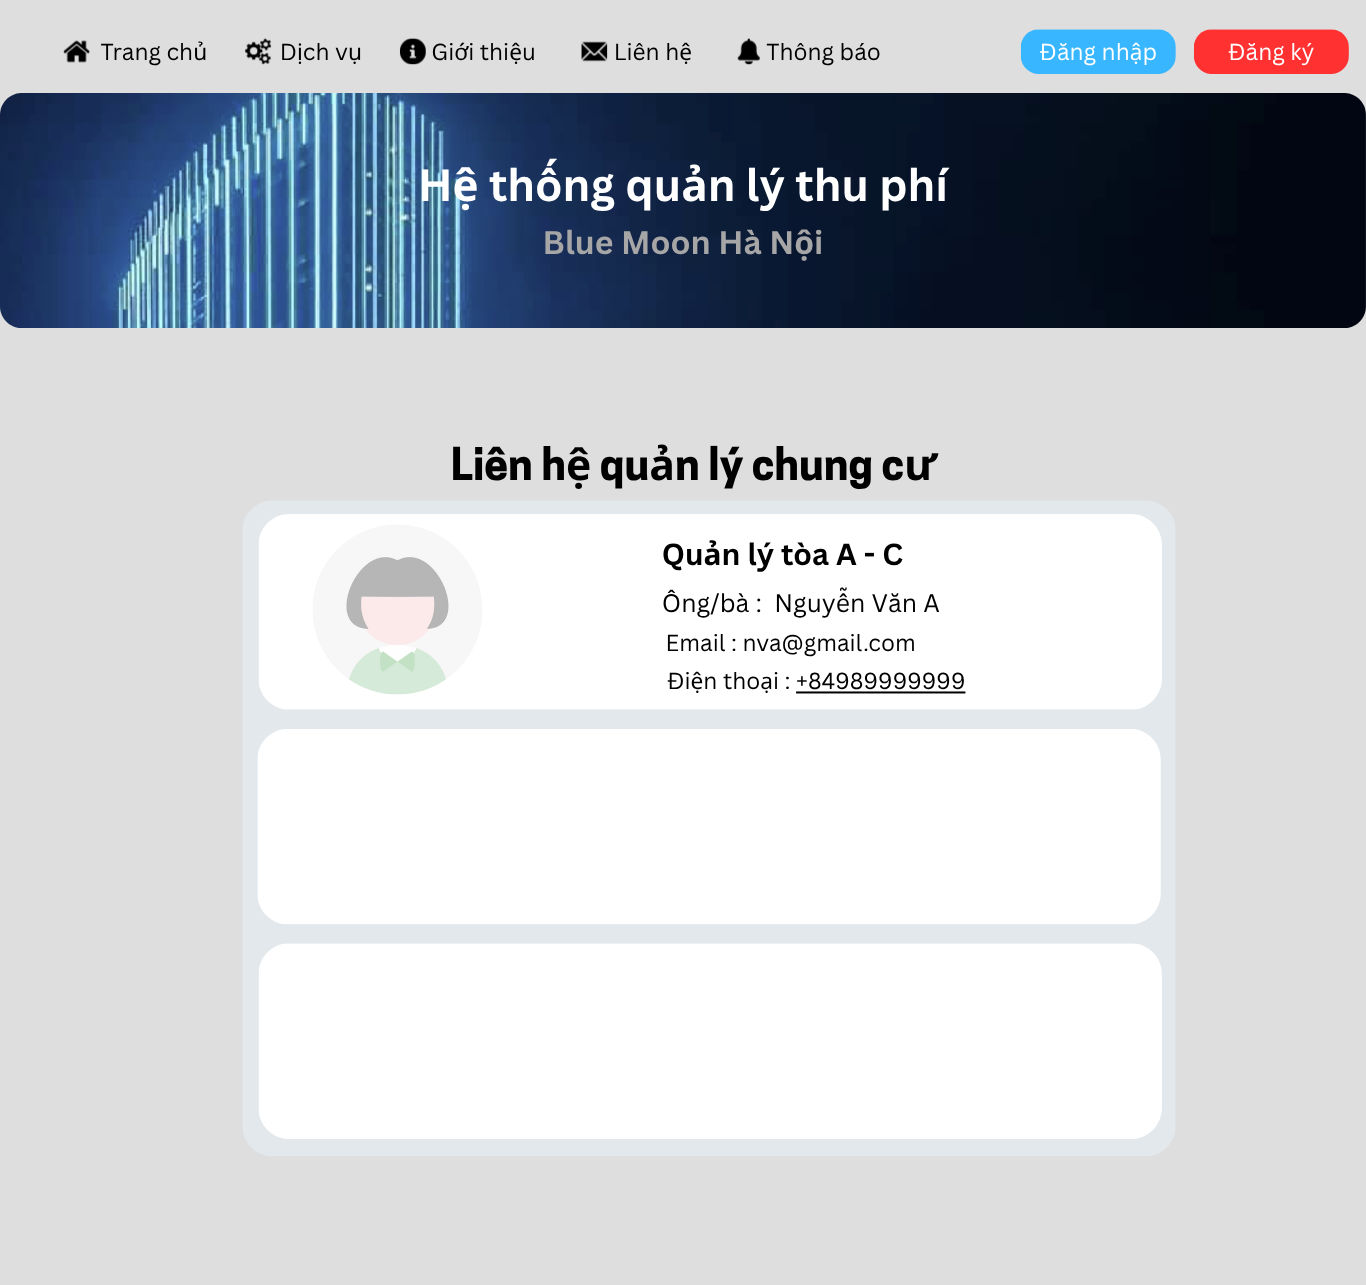 Trang chủ Dịch vụ Giới thiệu Liên hệ Thông báo Đăng nhập Đăng ký
Hệ thống quản lý thu phí
Blue Moon Hà Nội
Liên hệ quản lý chung cư
Quản lý tòa A - C
Ông/bà : Nguyễn Văn A
Email : nva@gmail.com
Điện thoại : +84989999999